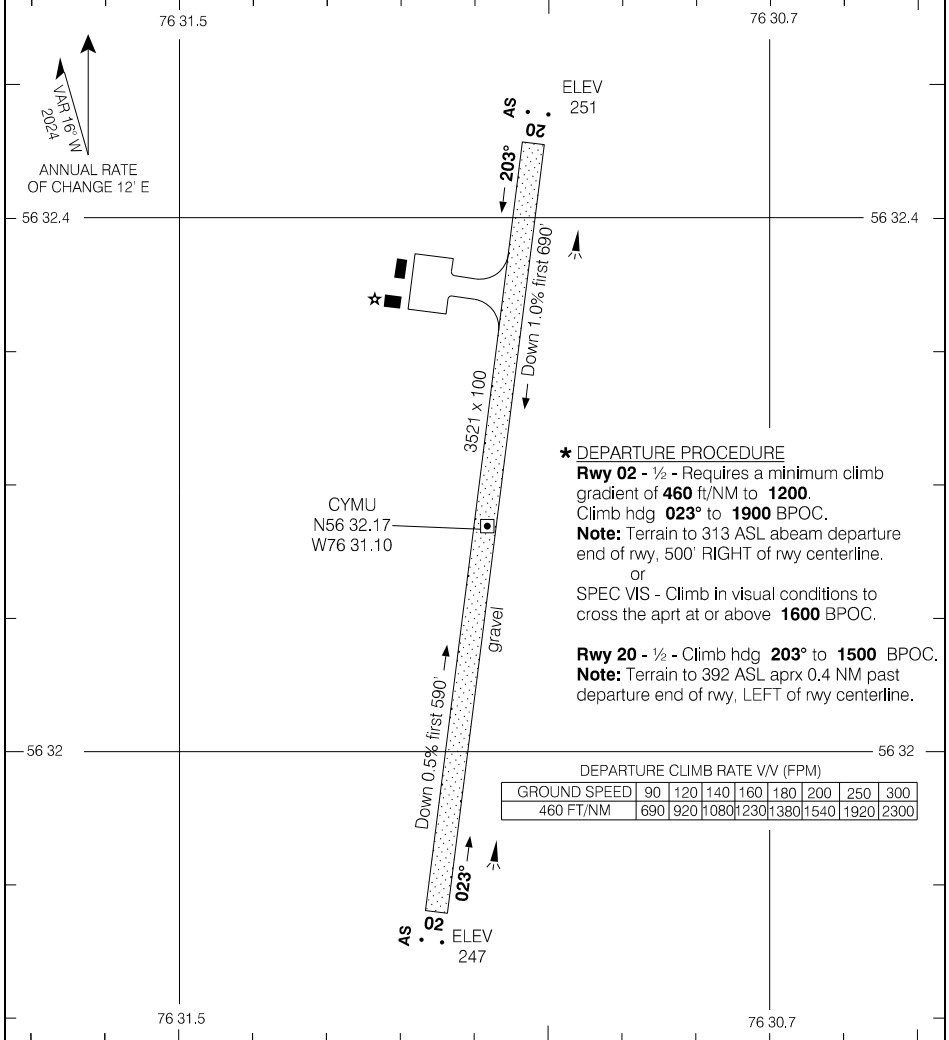 76 31.5
76 30.7
VAR 16° W
2024
ANNUAL RATE
OF CHANGE 12' E
ELEV
251
AS
20
203°
56 32.4
56 32.4
Down 1.0% first 690'
3521 x 100
CYMU
N56 32.17
W76 31.10
* DEPARTURE PROCEDURE
Rwy 02 - ½ - Requires a minimum climb
gradient of 460 ft/NM to 1200.
Climb hdg 023° to 1900 BPOC.
Note: Terrain to 313 ASL abeam departure
end of rwy, 500' RIGHT of rwy centerline.
or
SPEC VIS - Climb in visual conditions to
cross the aprt at or above 1600 BPOC.
Rwy 20 - ½ - Climb hdg 203° to 1500 BPOC.
Note: Terrain to 392 ASL aprx 0.4 NM past
departure end of rwy, LEFT of rwy centerline.
gravel
Down 0.5% first 590'
56 32
56 32
DEPARTURE CLIMB RATE V/V (FPM)
GROUND SPEED 90 120 140 160 180 200 250 300
460 FT/NM 690 920 1080 1230 1380 1540 1920 2300
023°
02
AS
ELEV
247
76 31.5
76 30.7